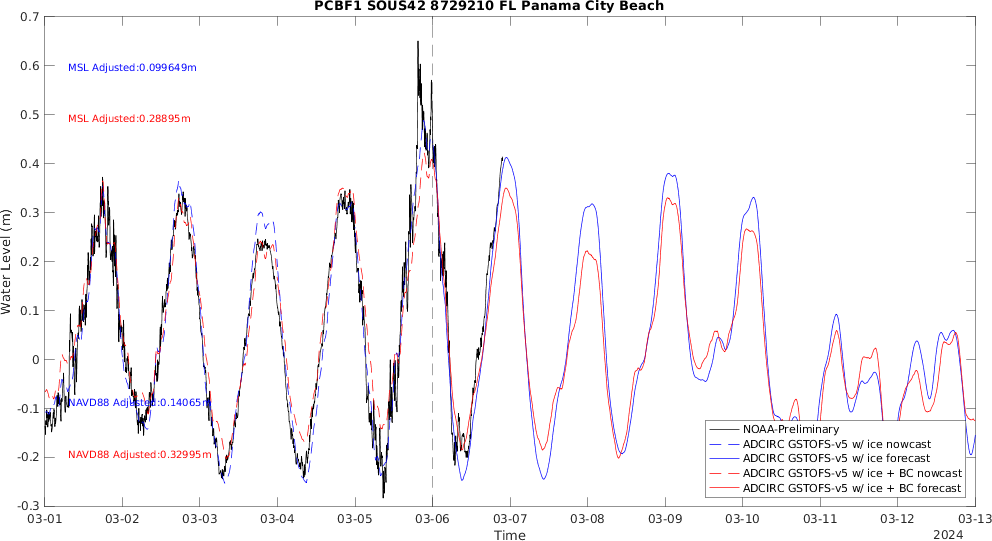 PCBF1 SOUS42 8729210 FL Panama City Beach
0.7
0.6
0.5
0.4
0.3
0.2
0.1
0
-0.1
-0.2
-0.3
Water Level (m)
MSL Adjusted:0.099649m
MSL Adjusted:0.28895m
NAVD88 Adjusted:0.14065m
NAVD88 Adjusted:0.32995m
NOAA-Preliminary
ADCIRC GSTOFS-v5 w/ ice nowcast
ADCIRC GSTOFS-v5 w/ ice forecast
ADCIRC GSTOFS-v5 w/ ice + BC nowcast
ADCIRC GSTOFS-v5 w/ ice + BC forecast
03-01 03-02 03-03 03-04 03-05 03-06 03-07 03-08 03-09 03-10 03-11 03-12 03-13
Time
2024